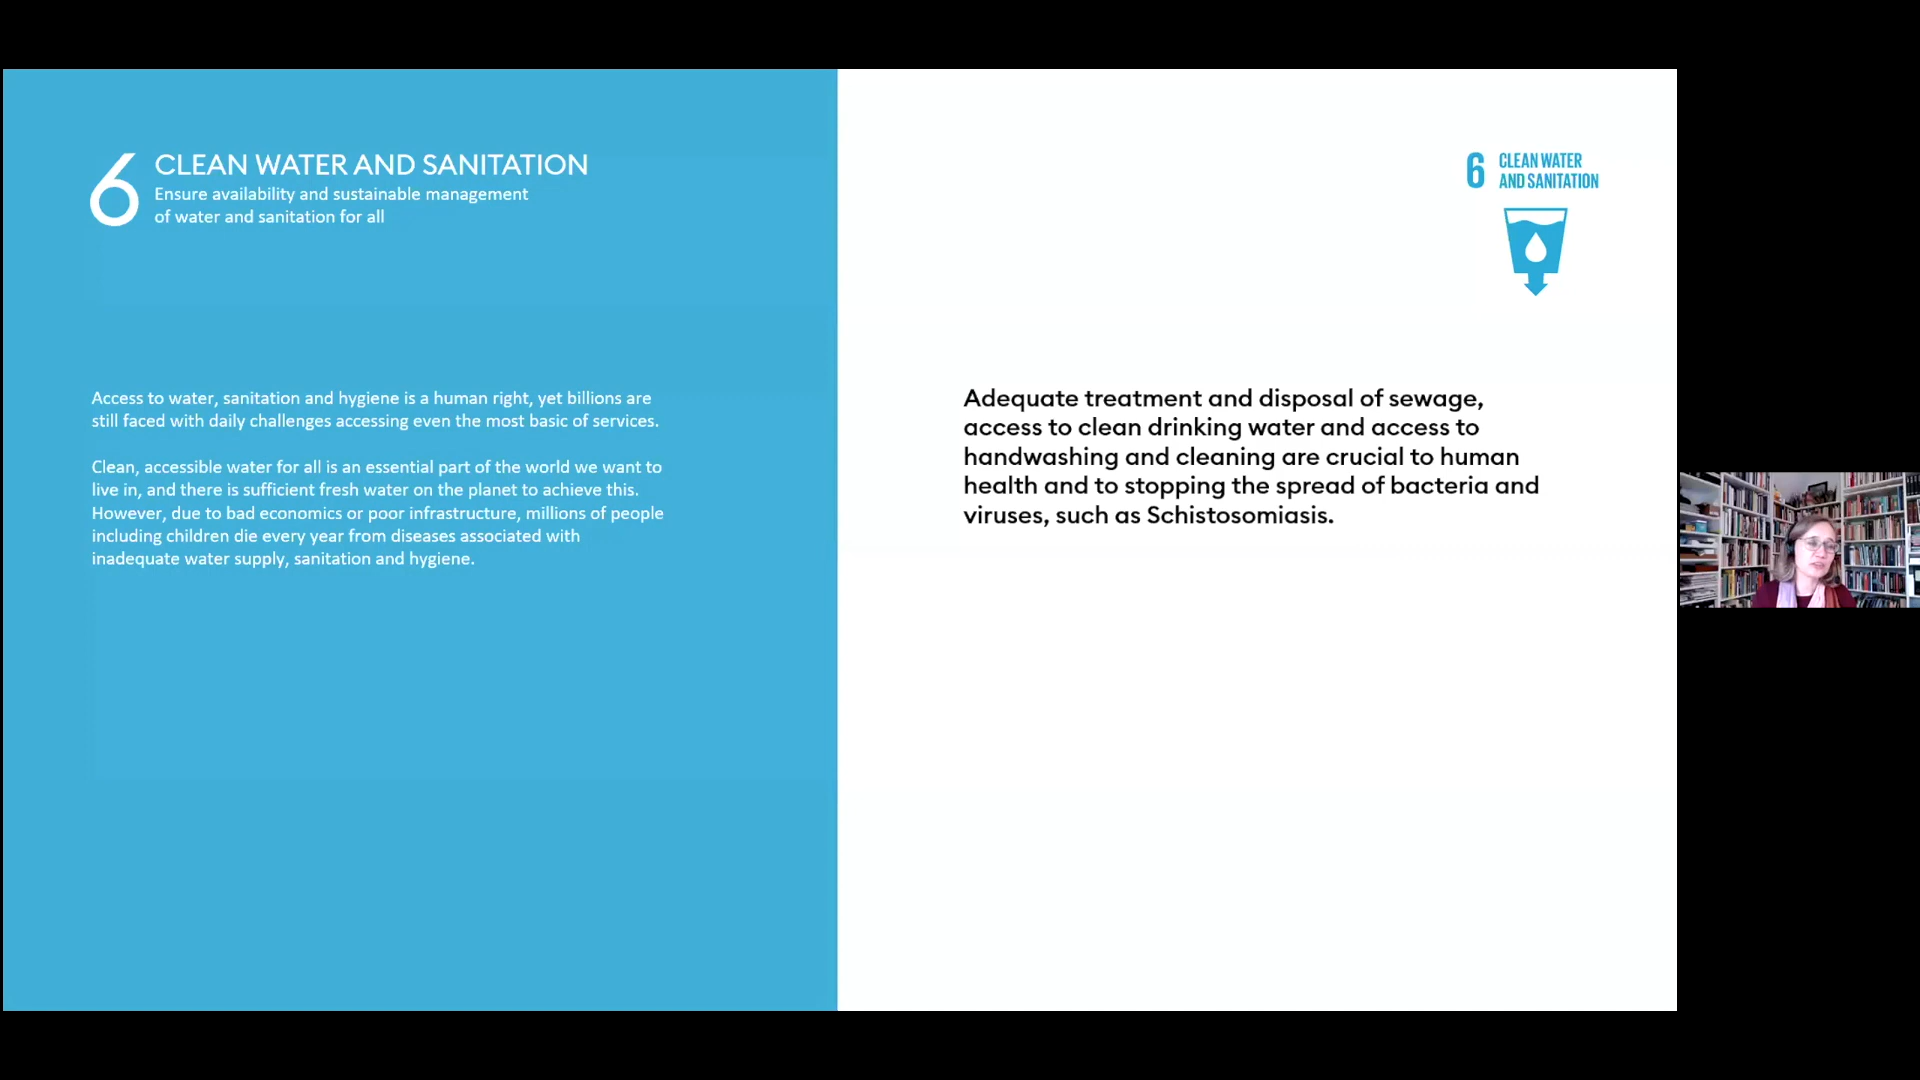 6
CLEAN WATER AND SANITATION
Ensure availability and sustainable management
of water and sanitation for all
Access to water, sanitation and hygiene is a human right, yet billions are
still faced with daily challenges accessing even the most basic of services.
Clean, accessible water for all is an essential part of the world we want to
live in, and there is sufficient fresh water on the planet to achieve this.
However, due to bad economics or poor infrastructure, millions of people
including children die every year from diseases associated with
inadequate water supply, sanitation and hygiene.
6 CLEAN WATER
AND SANITATION
Adequate treatment and disposal of sewage,
access to clean drinking water and access to
handwashing and cleaning are crucial to human
health and to stopping the spread of bacteria and
viruses, such as Schistosomiasis.